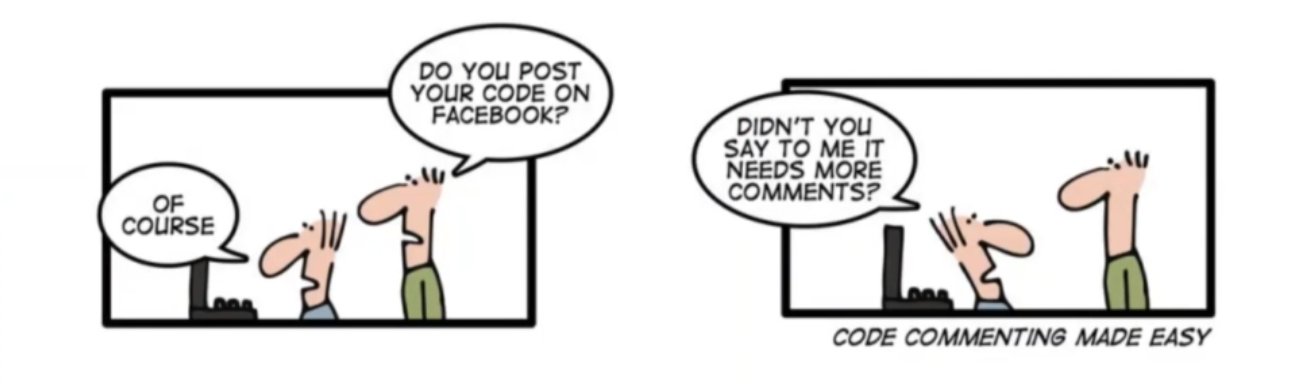 DO YOU POST
YOUR CODE ON
FACEBOOK?
OF
COURSE
DIDN'T YOU
SAY TO ME IT
NEEDS MORE
COMMENTS?
CODE COMMENTING MADE EASY